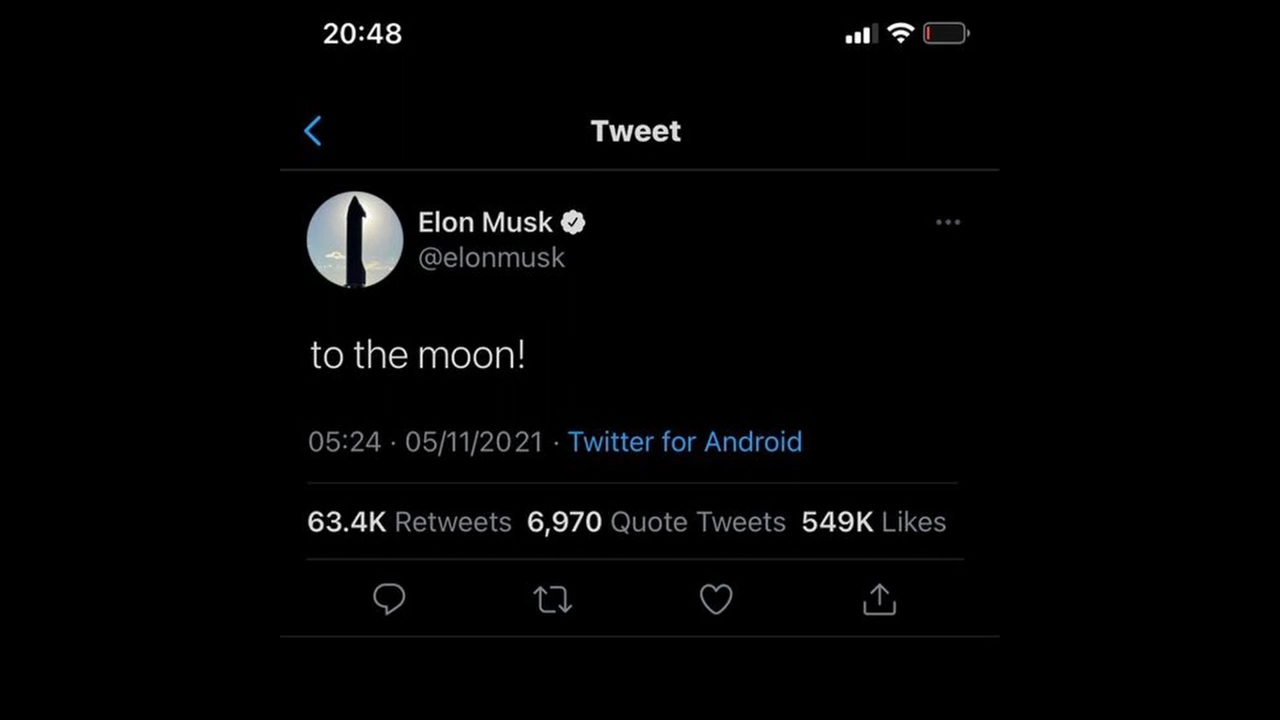 20:48
Tweet
Elon Musk
@elonmusk
to the moon!
05:24 · 05/11/2021 · Twitter for Android
63.4K Retweets 6,970 Quote Tweets 549K Likes